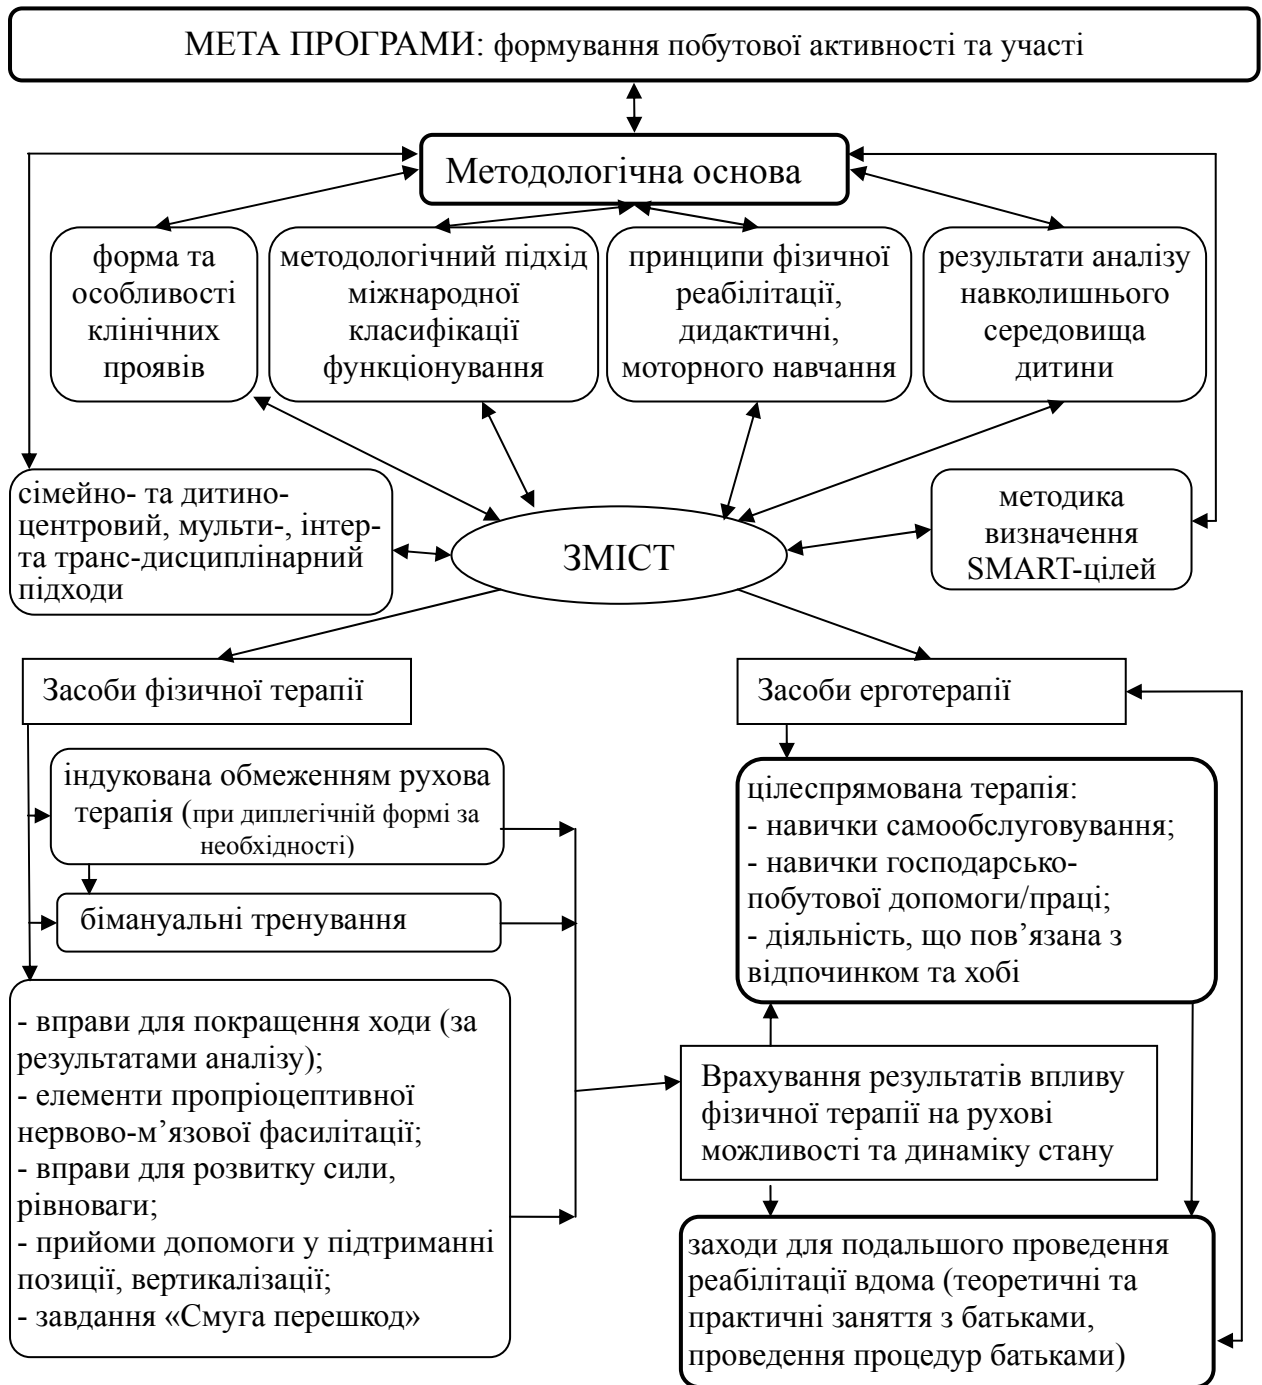 МЕТА ПРОГРАМИ: формування побутової активності та участі
Методологічна основа
форма та
особливості
клінічних
проявів
методологічний підхід
міжнародної
класифікації
функціонування
принципи фізичної
реабілітації,
дидактичні,
моторного навчання
результати аналізу
навколишнього
середовища
дитини
сімейно- та дитино-
центровий, мульти-, інтер-
та транс-дисциплінарний
підходи
ЗМІСТ
методика
визначення
SMART-цілей
Засоби фізичної терапії
Засоби ерготерапії
індукована обмеженням рухова
терапія (при диплегічній формі за
необхідності)
бімануальні тренування
- вправи для покращення ходи (за
результатами аналізу);
- елементи пропріоцептивної
нервово-м’язової фасилітації;
- вправи для розвитку сили,
рівноваги;
- прийоми допомоги у підтриманні
позиції, вертикалізації;
- завдання «Смуга перешкод»
цілеспрямована терапія:
- навички самообслуговування;
- навички господарсько-
побутової допомоги/праці;
- діяльність, що пов’язана з
відпочинком та хобі
Врахування результатів впливу
фізичної терапії на рухові
можливості та динаміку стану
заходи для подальшого проведення
реабілітації вдома (теоретичні та
практичні заняття з батьками,
проведення процедур батьками)